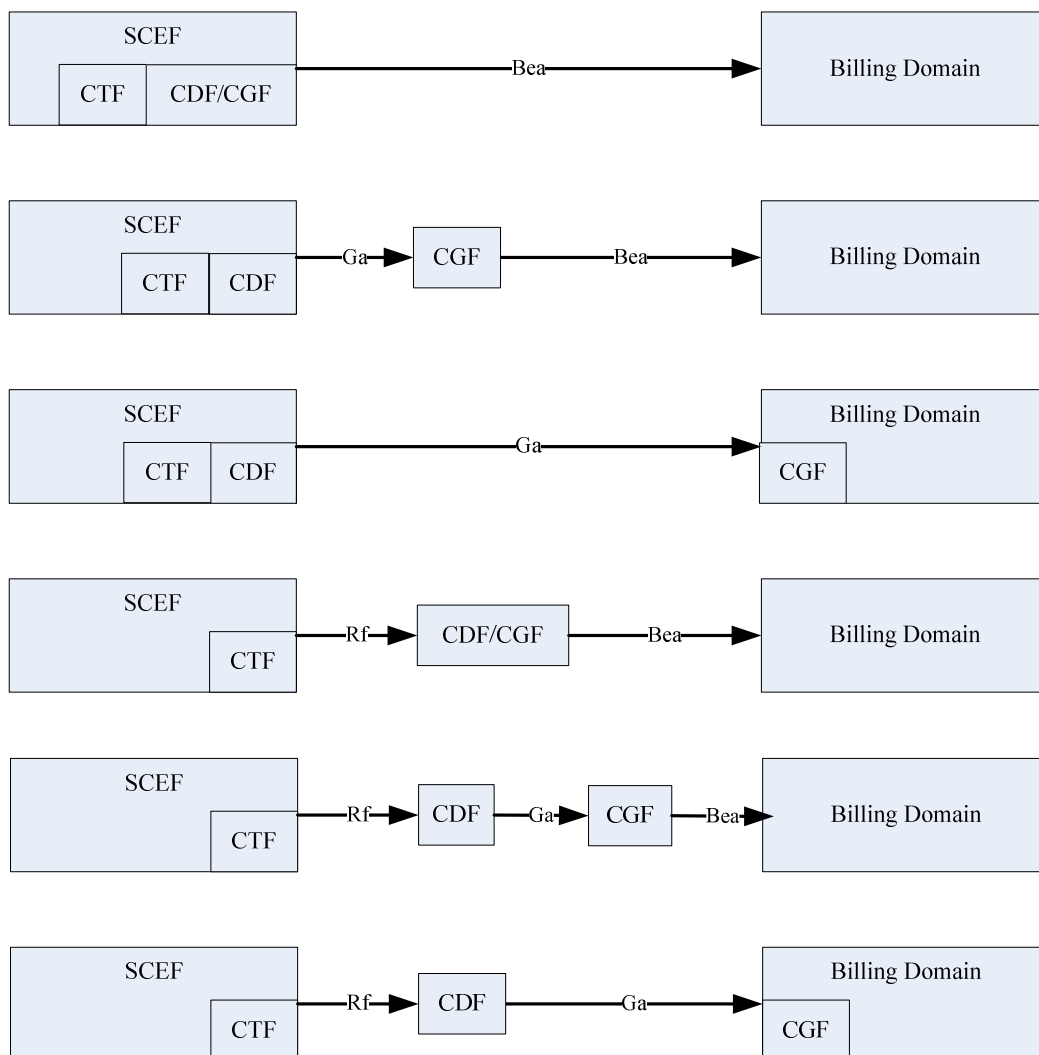 SCEF
CTF
CDF/CGF
Bea
Billing Domain
SCEF
CTF
CDF
Ga
CGF
Bea
Billing Domain
SCEF
CTF
CDF
Ga
Billing Domain
CGF
SCEF
CTF
Rf
CDF/CGF
Bea
Billing Domain
SCEF
CTF
Rf
CDF
Ga
CGF
Bea
Billing Domain
SCEF
CTF
Rf
CDF
Ga
Billing Domain
CGF